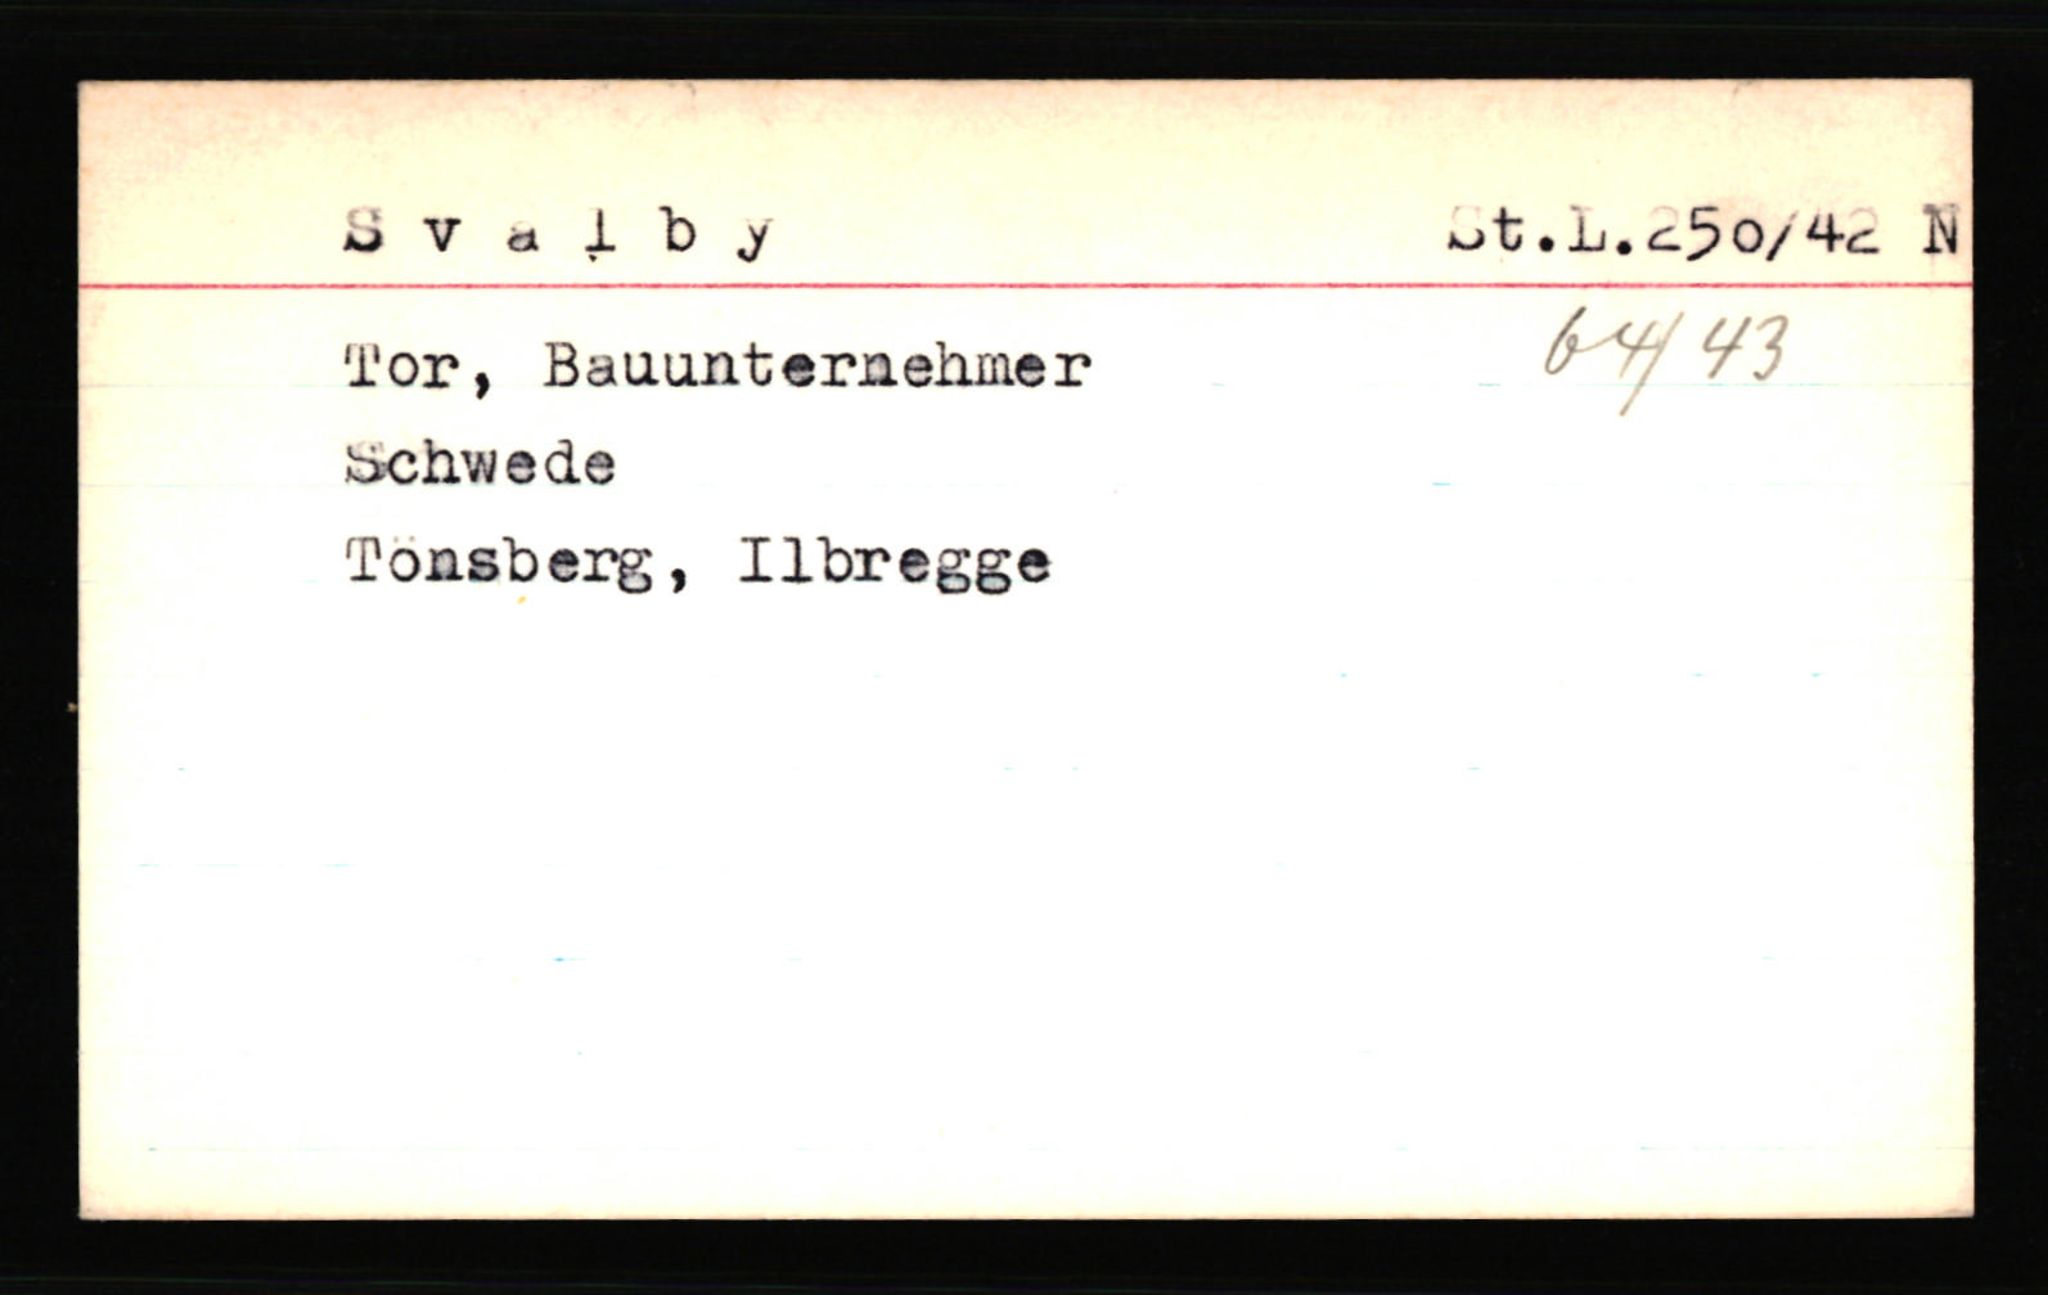 S v a l b y St.L.250/42 N
64/43
Tor, Bauunternehmer
Schwede
Tönsberg, Ilbregge